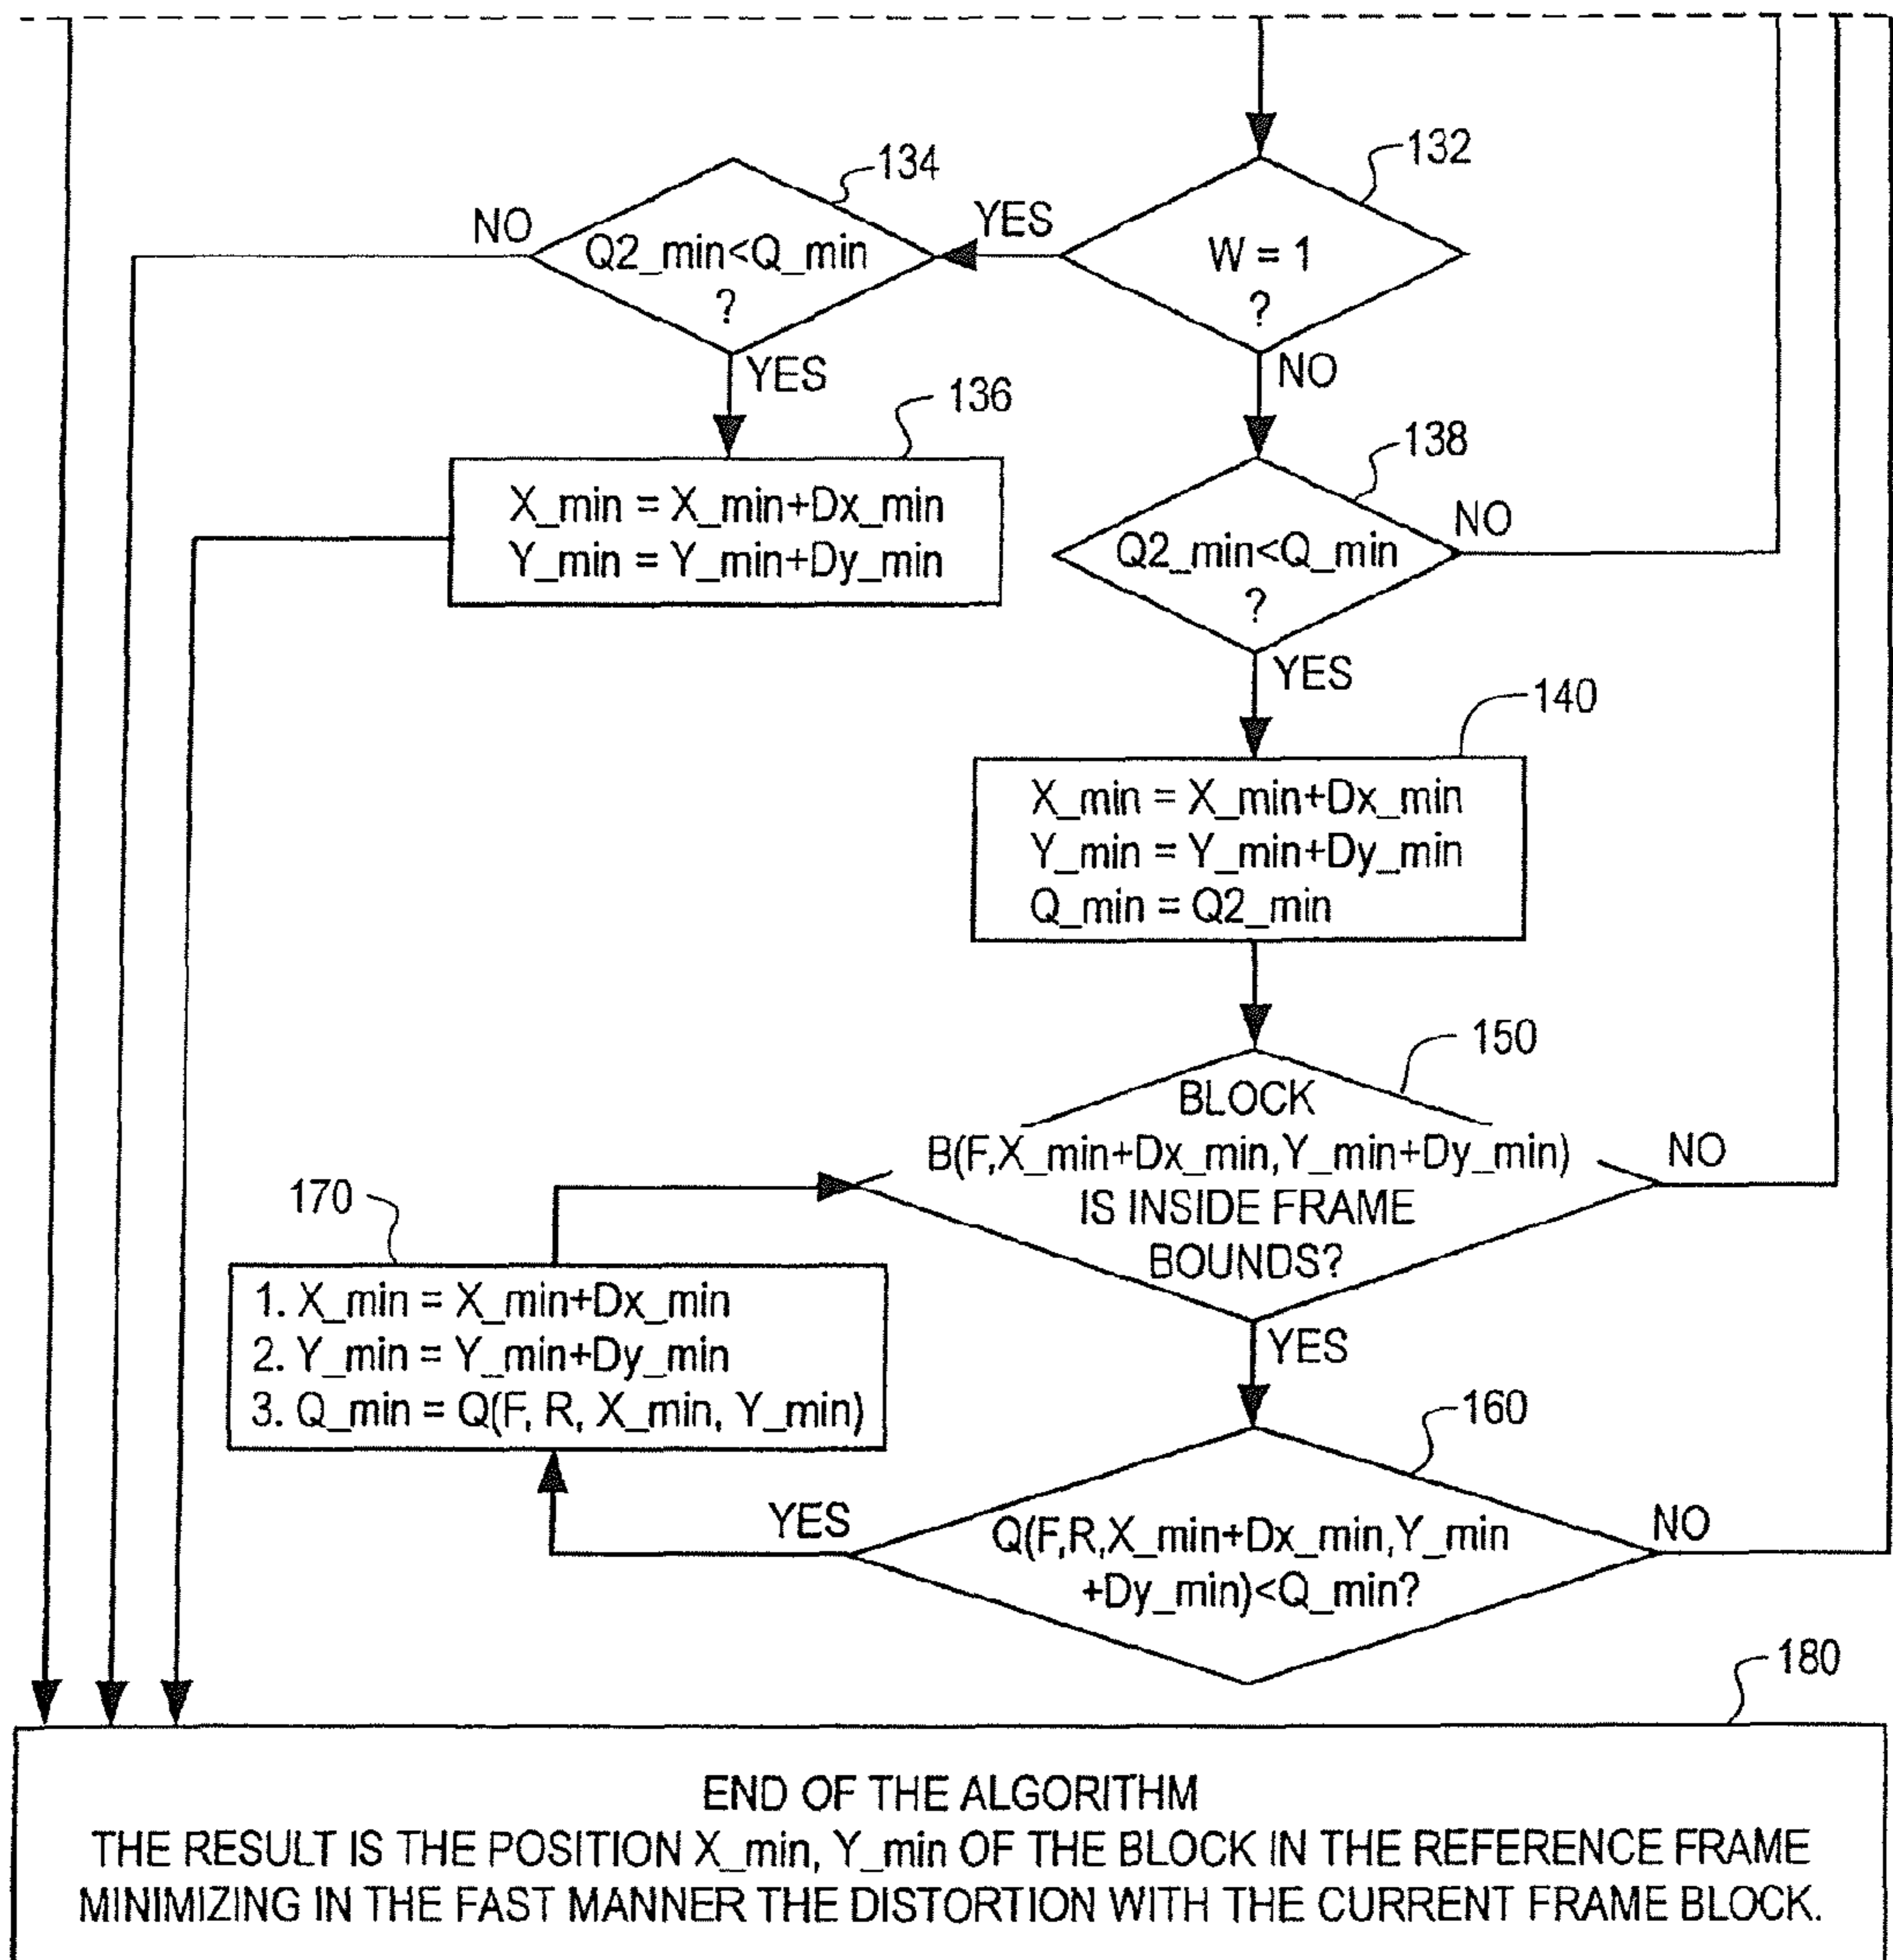 134
132
NO
YES
Q2_min<Q_min
?
W = 1
?
YES
NO
136
138
X_min = X_min+Dx_min
Y_min = Y_min+Dy_min
NO
Q2_min<Q_min
?
YES
140
X_min = X_min+Dx_min
Y_min = Y_min+Dy_min
Q_min = Q2_min
150
BLOCK
B(F,X_min+Dx_min,Y_min+Dy_min)
IS INSIDE FRAME
BOUNDS?
NO
170
1. X_min = X_min+Dx_min
2. Y_min = Y_min+Dy_min
3. Q_min = Q(F, R, X_min, Y_min)
YES
160
YES
Q(F,R,X_min+Dx_min,Y_min
+Dy_min)<Q_min?
NO
180
END OF THE ALGORITHM
THE RESULT IS THE POSITION X_min, Y_min OF THE BLOCK IN THE REFERENCE FRAME
MINIMIZING IN THE FAST MANNER THE DISTORTION WITH THE CURRENT FRAME BLOCK.